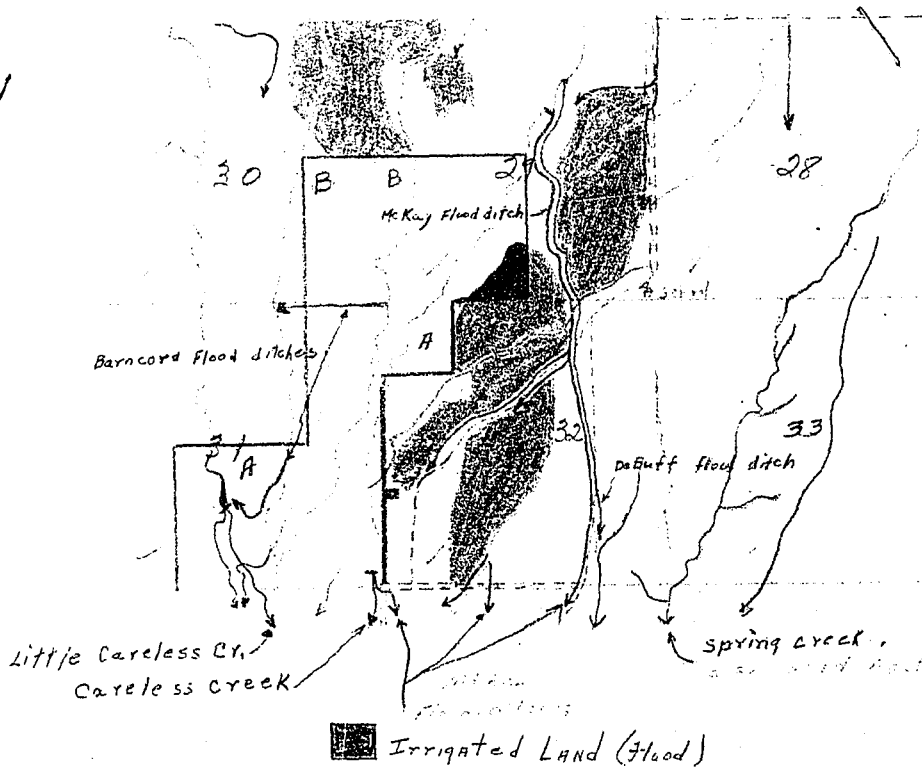 30
B
B
28
McKay Flood ditch
A
Barncord Flood ditches
31
A
32
33
DeBuff flow ditch
Little Careless Cr.
Careless Creek
Spring Creek.
Irrigated Land (Flood)